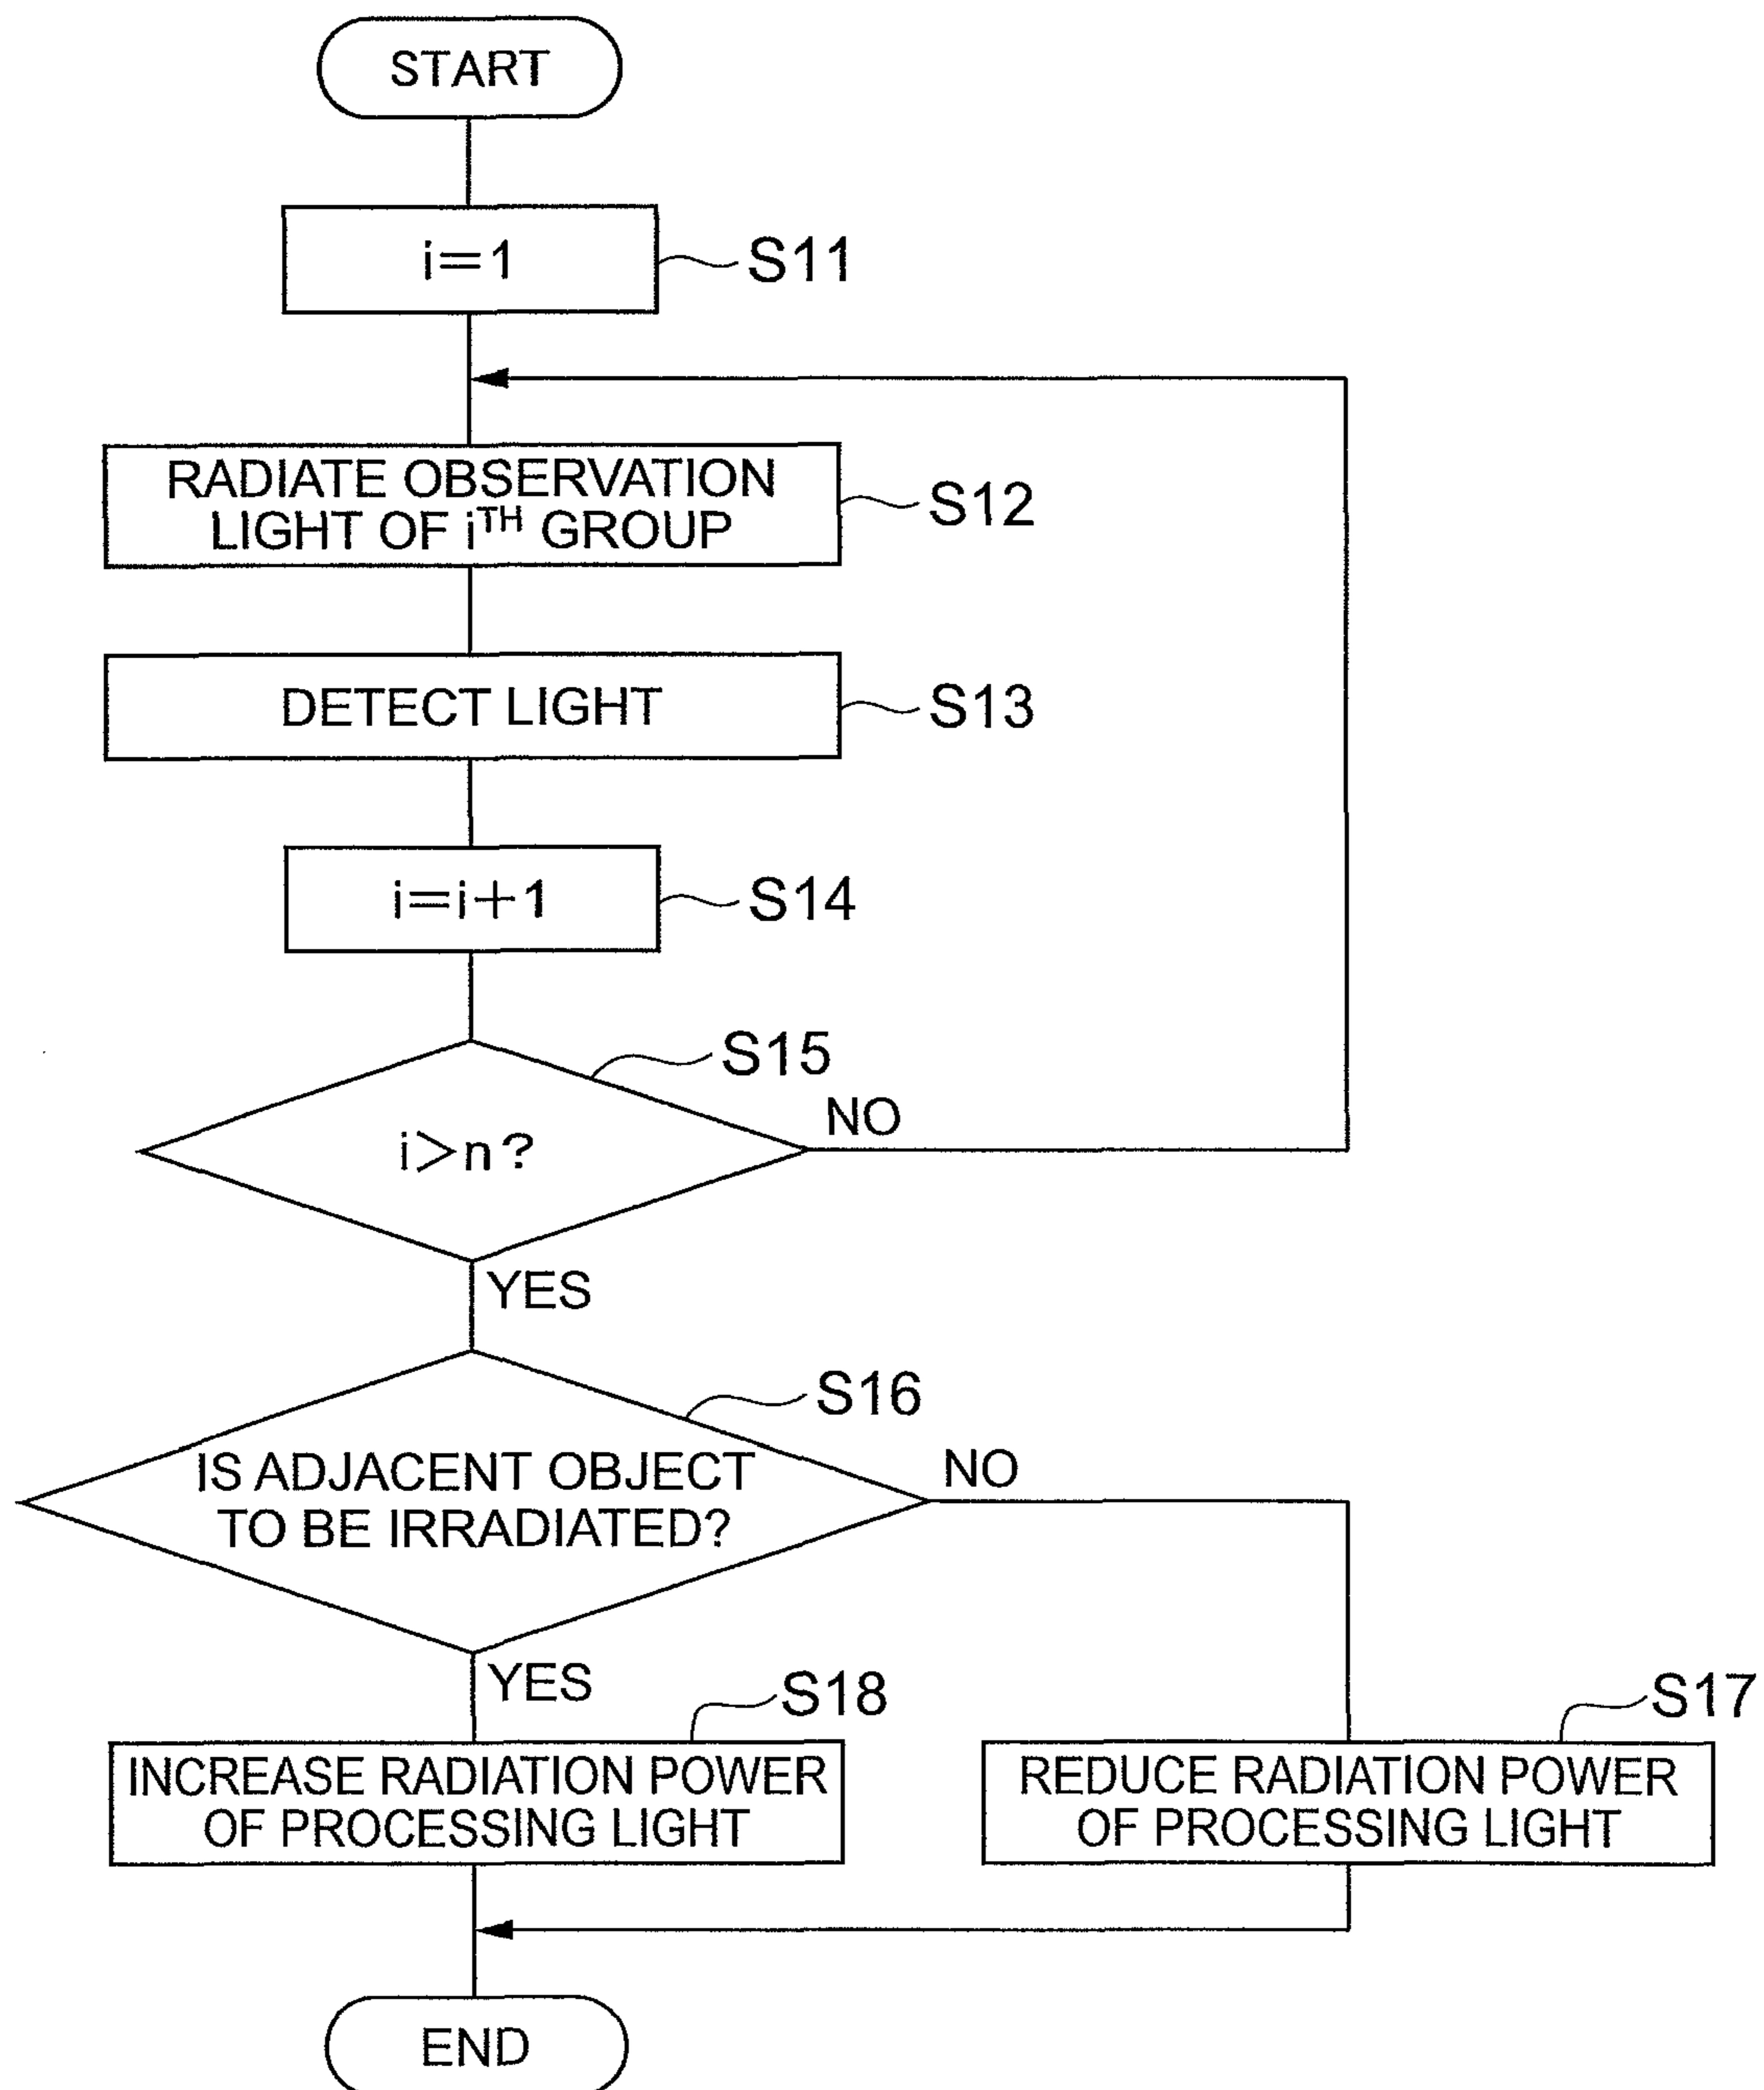 START
i=1
S11
RADIATE OBSERVATION
LIGHT OF iTH GROUP
S12
DETECT LIGHT
S13
i=i+1
S14
S15
i>n?
NO
YES
S16
IS ADJACENT OBJECT
TO BE IRRADIATED?
NO
YES
S18
INCREASE RADIATION POWER
OF PROCESSING LIGHT
S17
REDUCE RADIATION POWER
OF PROCESSING LIGHT
END